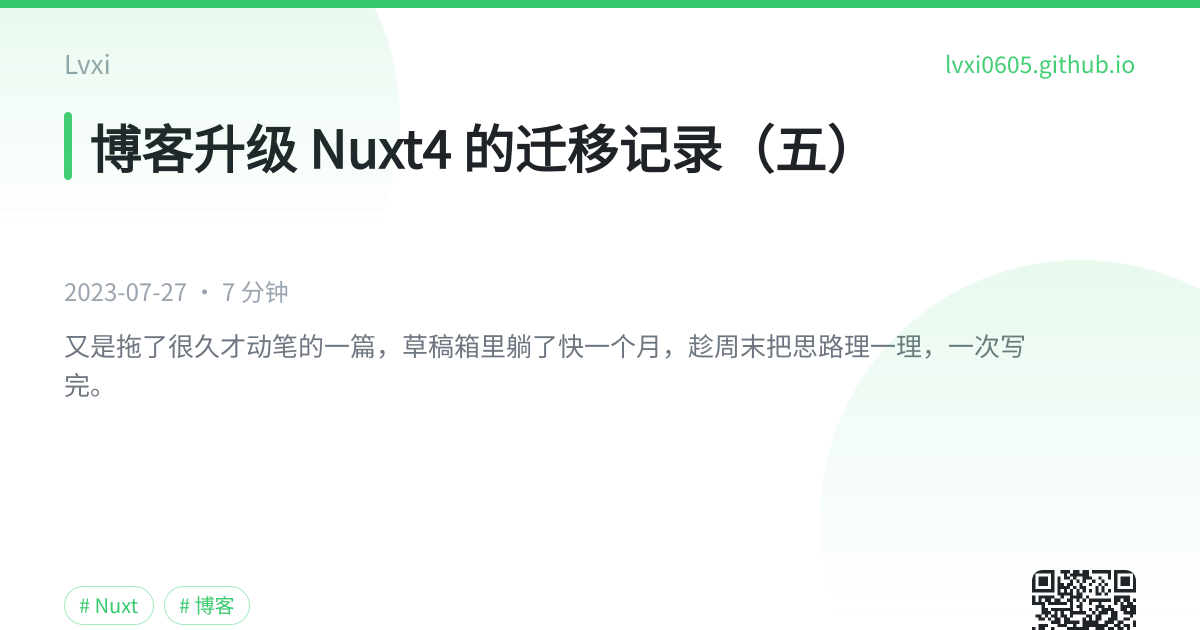 Lvxi
lvxi0605.github.io
博客升级 Nuxt4 的迁移记录（五）
2023-07-27 · 7 分钟
又是拖了很久才动笔的一篇，草稿箱里躺了快一个月，趁周末把思路理一理，一次写
完。
# Nuxt
# 博客